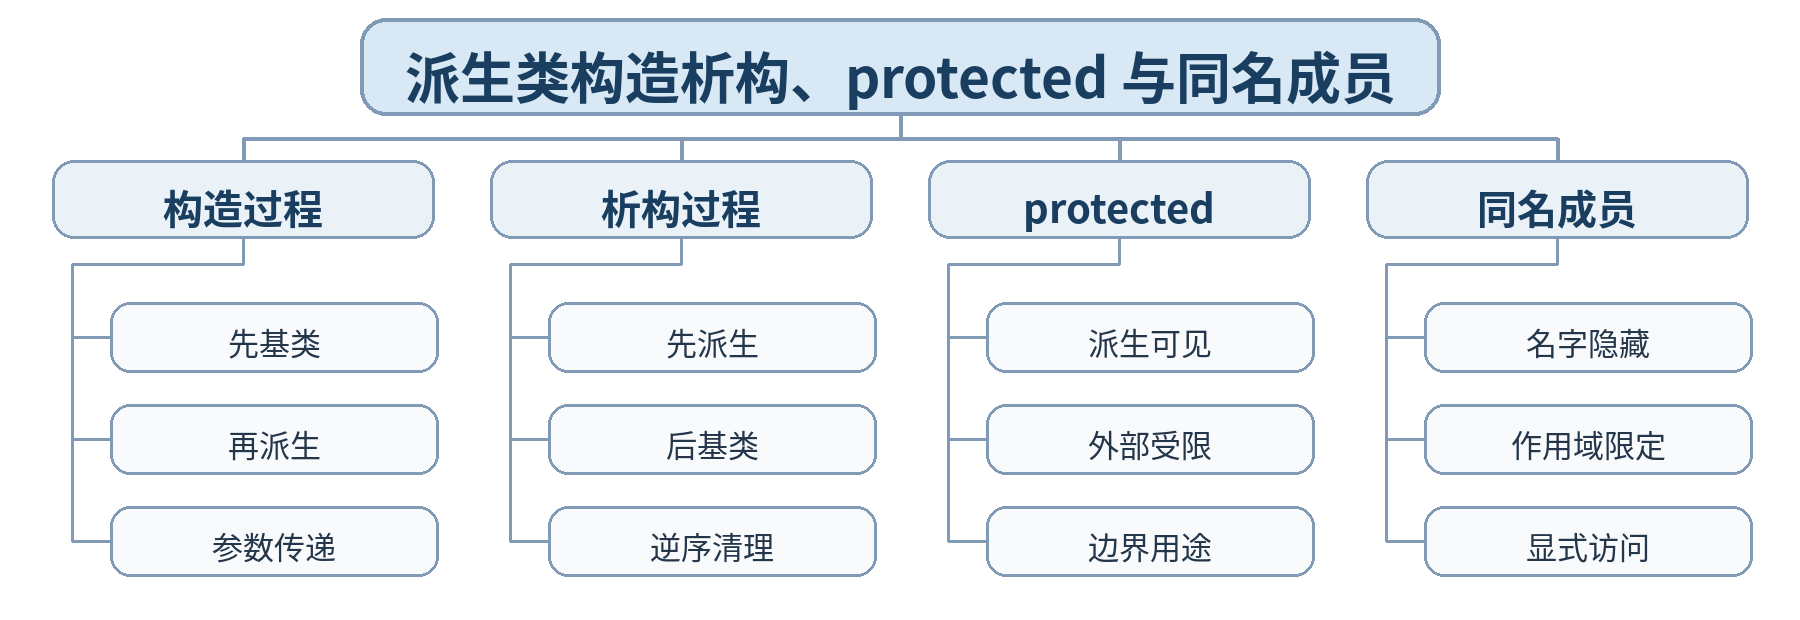 派生类构造析构、protected 与同名成员
构造过程
先基类
再派生
参数传递
析构过程
先派生
后基类
逆序清理
protected
派生可见
外部受限
边界用途
同名成员
名字隐藏
作用域限定
显式访问